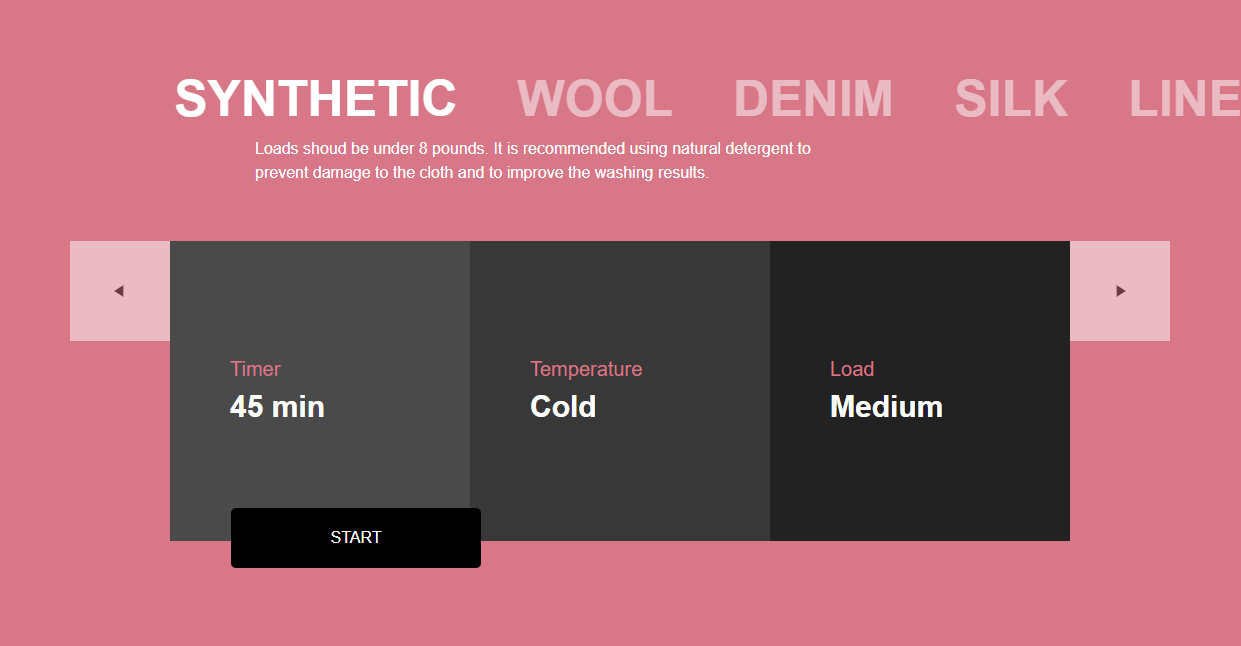 SYNTHETIC WOOL DENIM SILK LINE
Loads shoud be under 8 pounds. It is recommended using natural detergent to
prevent damage to the cloth and to improve the washing results.
Timer
45 min
Temperature
Cold
Load
Medium
START